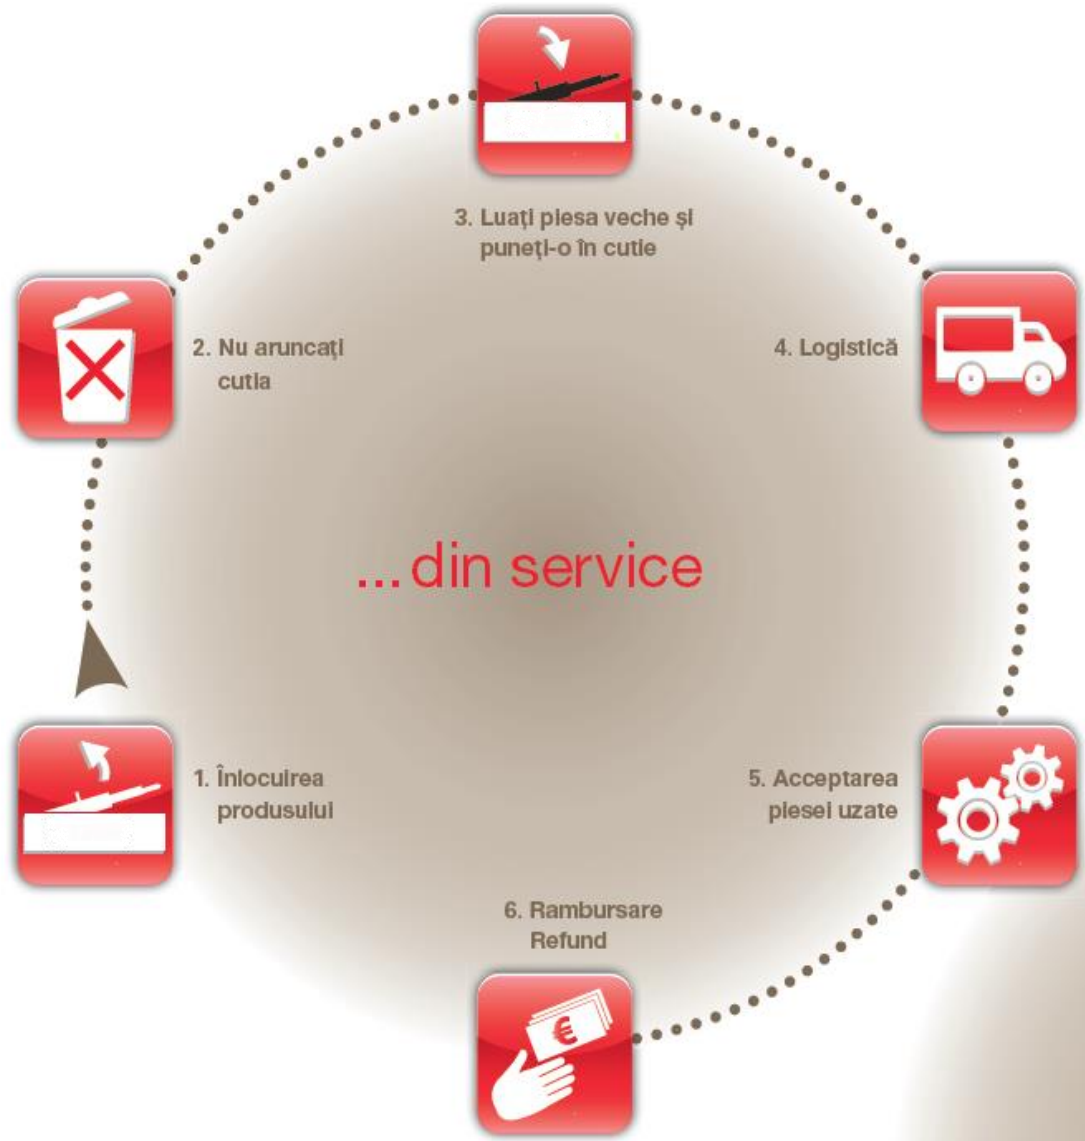 3. Luați piesa veche și
puneți-o în cutie
2. Nu aruncați
cutia
4. Logistică
...din service
1. Înlocuirea
produsului
5. Acceptarea
piesei uzate
6. Rambursare
Refund
€